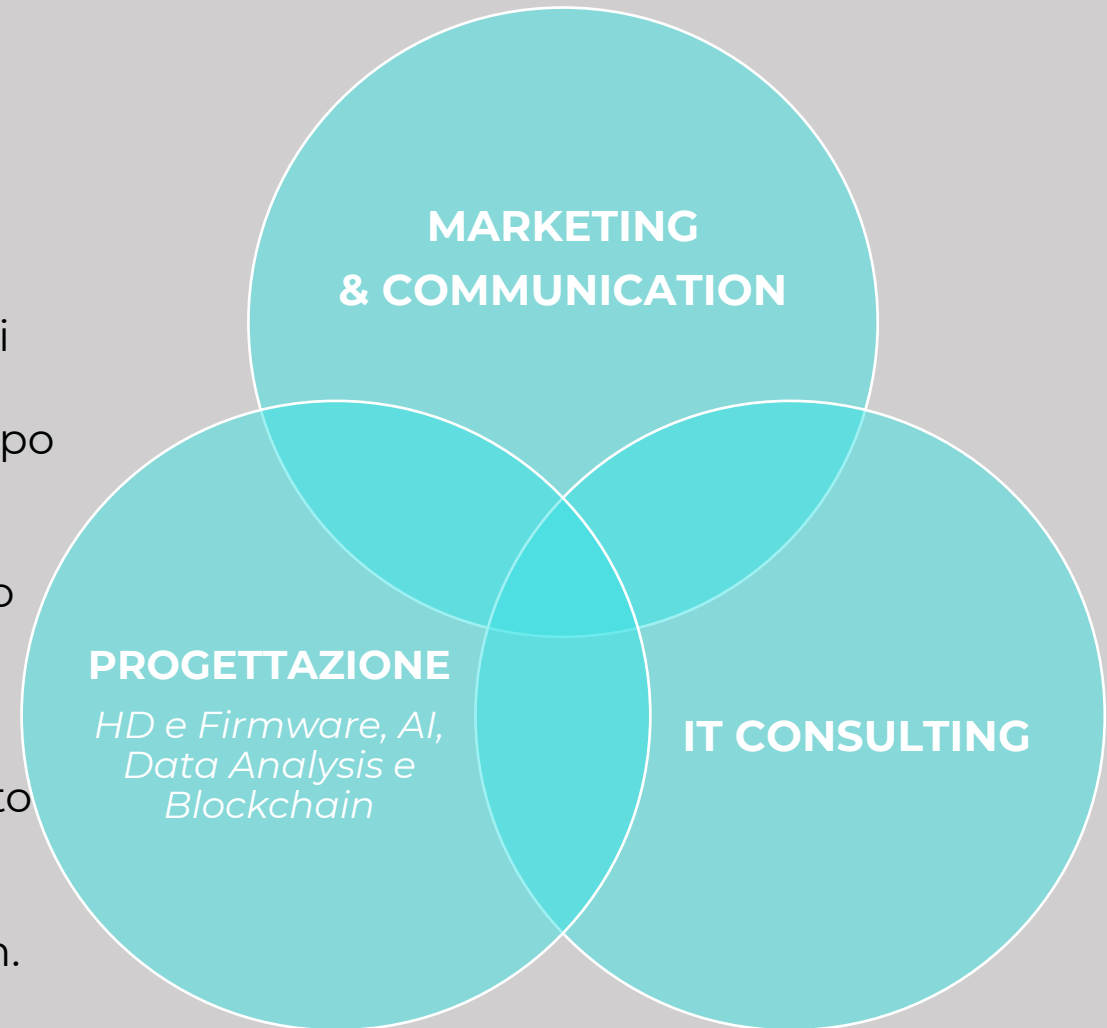 MARKETING
& COMMUNICATION
PROGETTAZIONE
HD e Firmware, AI,
Data Analysis e
Blockchain
IT CONSULTING